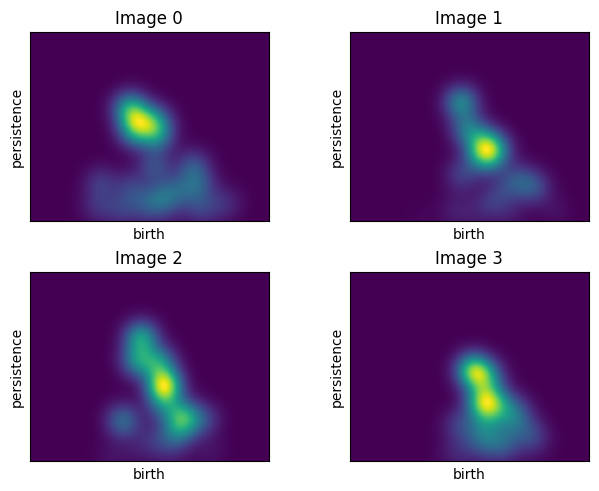 Image 0
Image 1
persistence
persistence
birth
birth
Image 2
Image 3
persistence
persistence
birth
birth